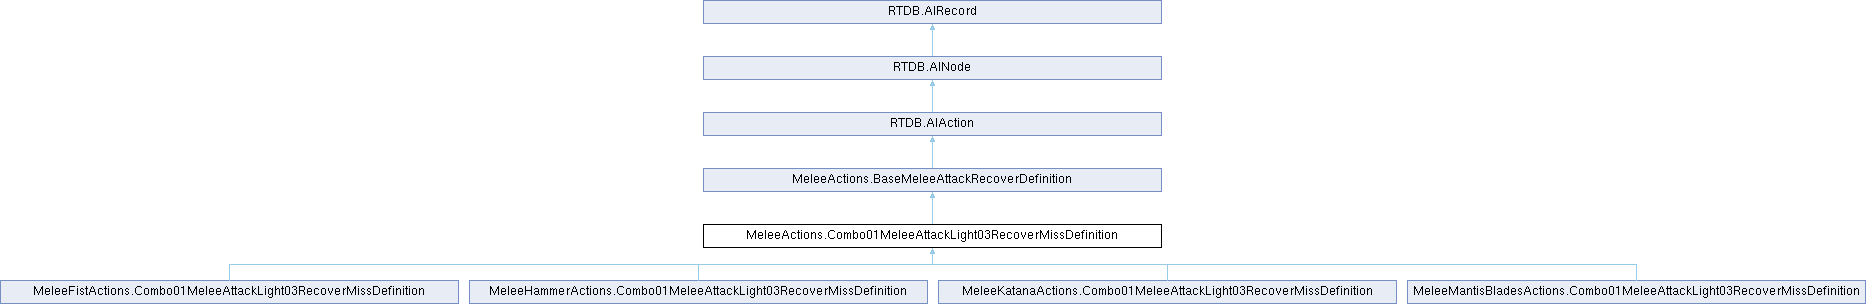 RTDB.AIRecord
RTDB.AINode
RTDB.AIAction
MeleeActions.BaseMeleeAttackRecoverDefinition
MeleeActions.Combo01MeleeAttackLight03RecoverMissDefinition
MeleeFistActions.Combo01MeleeAttackLight03RecoverMissDefinition
MeleeHammerActions.Combo01MeleeAttackLight03RecoverMissDefinition
MeleeKatanaActions.Combo01MeleeAttackLight03RecoverMissDefinition
MeleeMantisBladesActions.Combo01MeleeAttackLight03RecoverMissDefinition